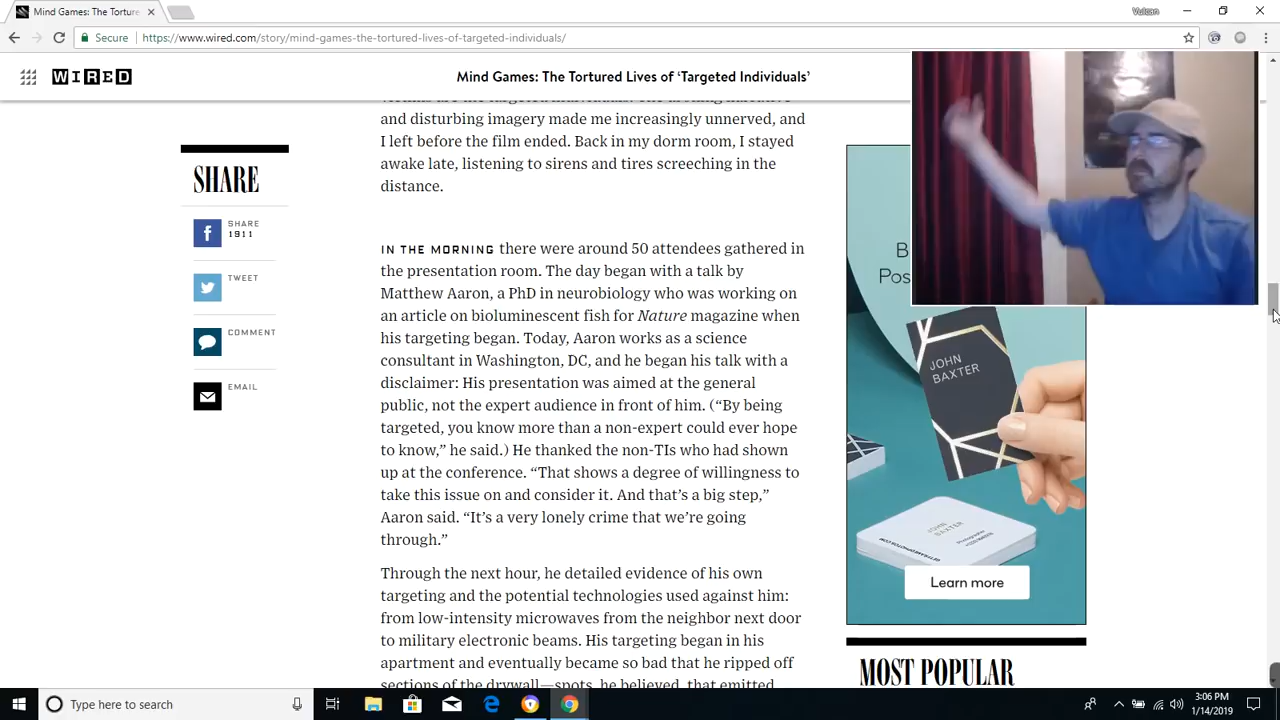 Mind Games: The Torture
Vulcan
Secure
https://www.wired.com/story/mind-games-the-tortured-lives-of-targeted-individuals/
WIRED
Mind Games: The Tortured Lives of ‘Targeted Individuals’
and disturbing imagery made me increasingly unnerved, and
I left before the film ended. Back in my dorm room, I stayed
awake late, listening to sirens and tires screeching in the
distance.
SHARE
SHARE
1911
TWEET
COMMENT
EMAIL
IN THE MORNING there were around 50 attendees gathered in
the presentation room. The day began with a talk by
Matthew Aaron, a PhD in neurobiology who was working on
an article on bioluminescent fish for Nature magazine when
his targeting began. Today, Aaron works as a science
consultant in Washington, DC, and he began his talk with a
disclaimer: His presentation was aimed at the general
public, not the expert audience in front of him. (“By being
targeted, you know more than a non-expert could ever hope
to know,” he said.) He thanked the non-TIs who had shown
up at the conference. “That shows a degree of willingness to
take this issue on and consider it. And that’s a big step,”
Aaron said. “It’s a very lonely crime that we’re going
through.”
Through the next hour, he detailed evidence of his own
targeting and the potential technologies used against him:
from low-intensity microwaves from the neighbor next door
to military electronic beams. His targeting began in his
apartment and eventually became so bad that he ripped off
sections of the drywall—spots, he believed, that emitted
B
Pos
JOHN
BAXTER
JOHN
BAXTER
Learn more
MOST POPULAR
Type here to search
3:06 PM
1/14/2019